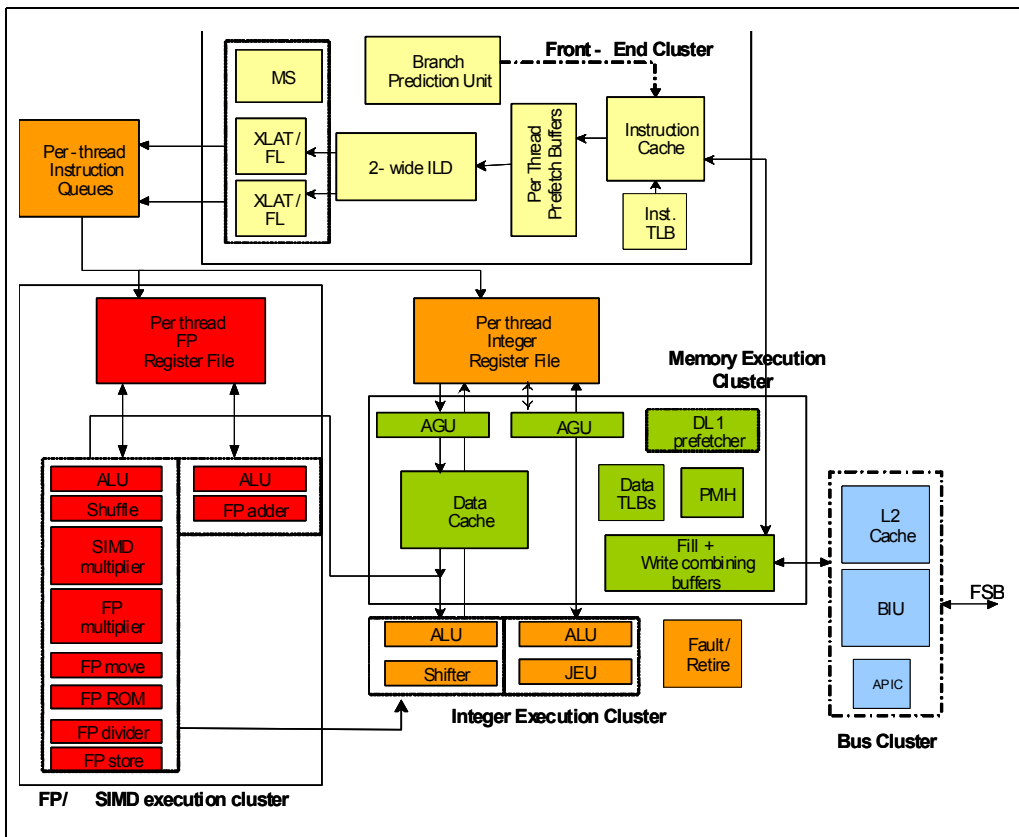 Front - End Cluster
MS
Branch
Prediction Unit
XLAT /
FL
XLAT /
FL
2- wide ILD
Per Thread
Prefetch Buffers
Instruction
Cache
Inst.
TLB
Per - thread
Instruction
Queues
Per thread
FP
Register File
Per thread
Integer
Register File
Memory Execution
Cluster
AGU
AGU
DL1
prefetcher
Data
Cache
Data
TLBs
PMH
Fill +
Write combining
buffers
ALU
Shuffle
SIMD
multiplier
FP
multiplier
FP move
FP ROM
FP divider
FP store
ALU
FP adder
ALU
Shifter
ALU
JEU
Fault /
Retire
Integer Execution Cluster
L2
Cache
BIU
APIC
FSB
Bus Cluster
FP/ SIMD execution cluster